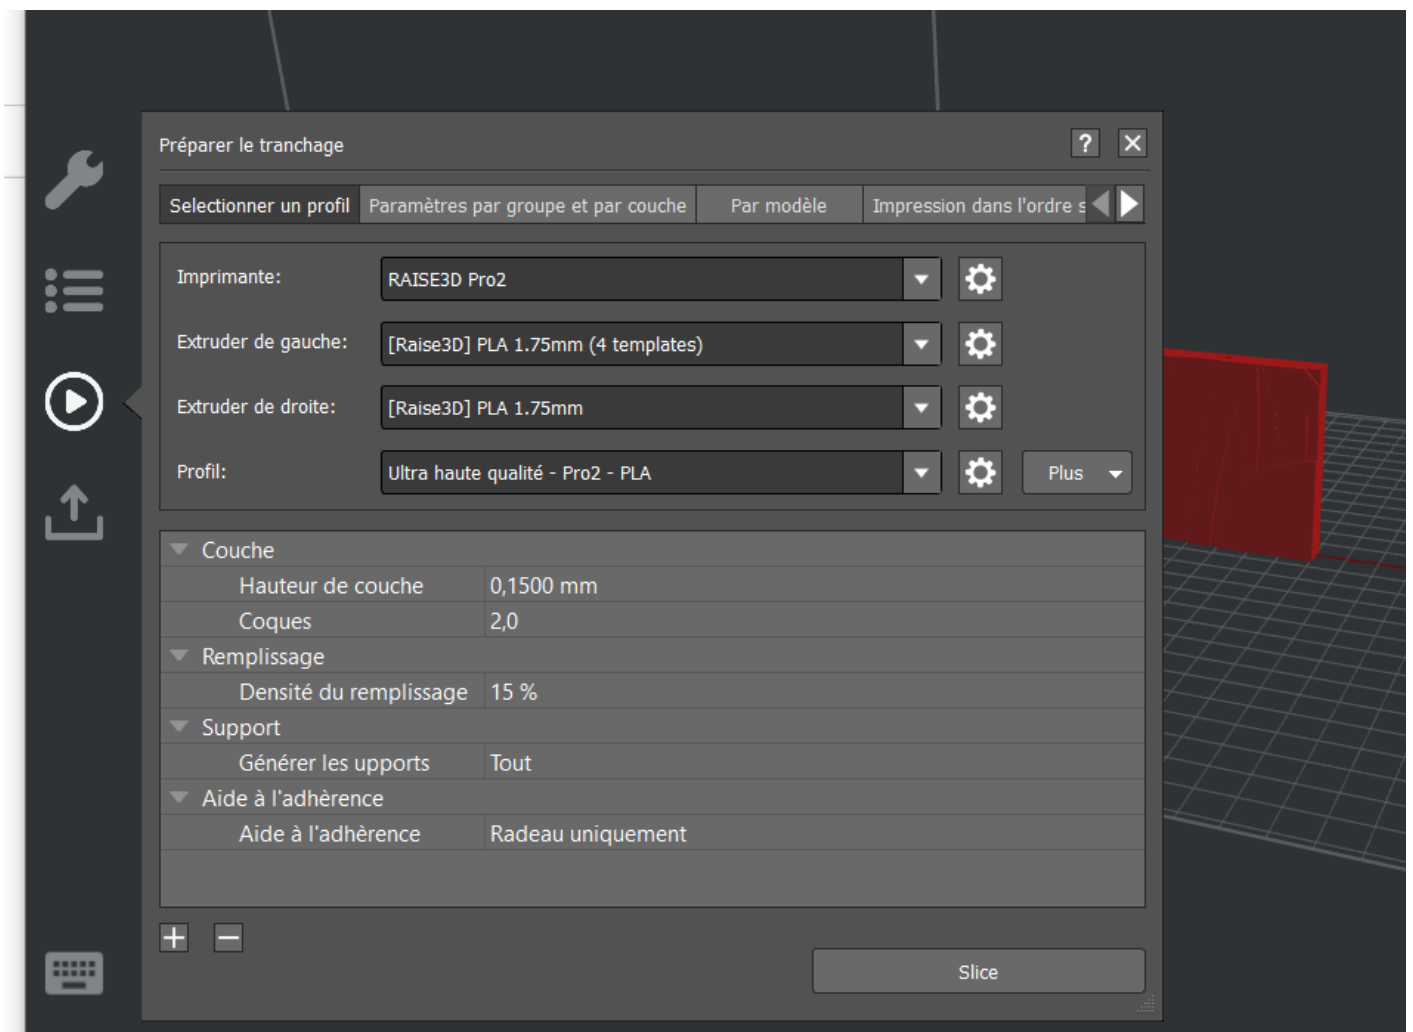 Préparer le tranchage
?
Selectionner un profil
Paramètres par groupe et par couche
Par modèle
Impression dans l'ordre s
Imprimante:
RAISE3D Pro2
Extruder de gauche:
[Raise3D] PLA 1.75mm (4 templates)
Extruder de droite:
[Raise3D] PLA 1.75mm
Profil:
Ultra haute qualité - Pro2 - PLA
Plus
Couche
Hauteur de couche 0,1500 mm
Coques 2,0
Remplissage
Densité du remplissage 15 %
Support
Générer les upports Tout
Aide à l'adhèrence
Aide à l'adhèrence Radeau uniquement
Slice